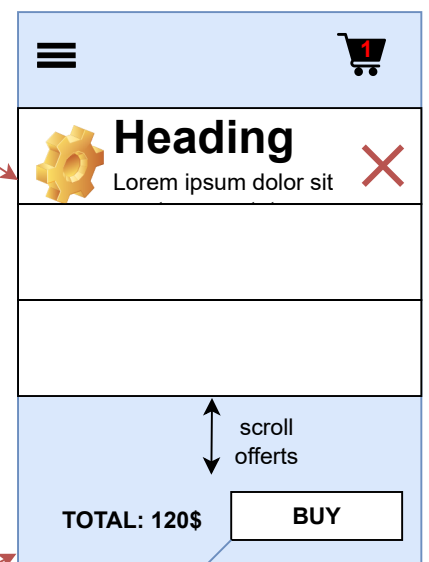 1
Heading
Lorem ipsum dolor sit
scroll
offerts
TOTAL: 120$
BUY